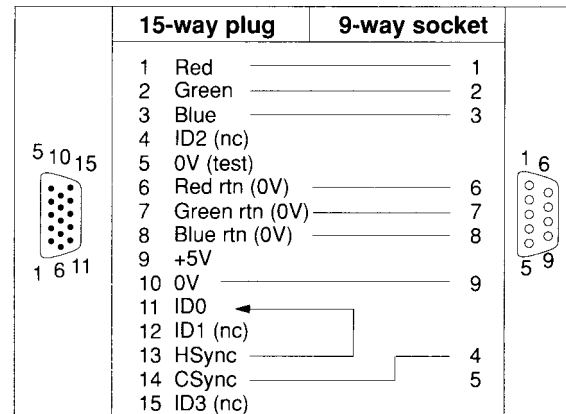 15-way plug 9-way socket
1 Red 1
2 Green 2
3 Blue 3
4 ID2 (nc)
5 0V (test)
6 Red rtn (0V) 6
7 Green rtn (0V) 7
8 Blue rtn (0V) 8
9 +5V
10 0V 9
11 ID0
12 ID1 (nc)
13 HSync 4
14 CSync 5
15 ID3 (nc)
5 10 15
1 6 11
1 6
5 9